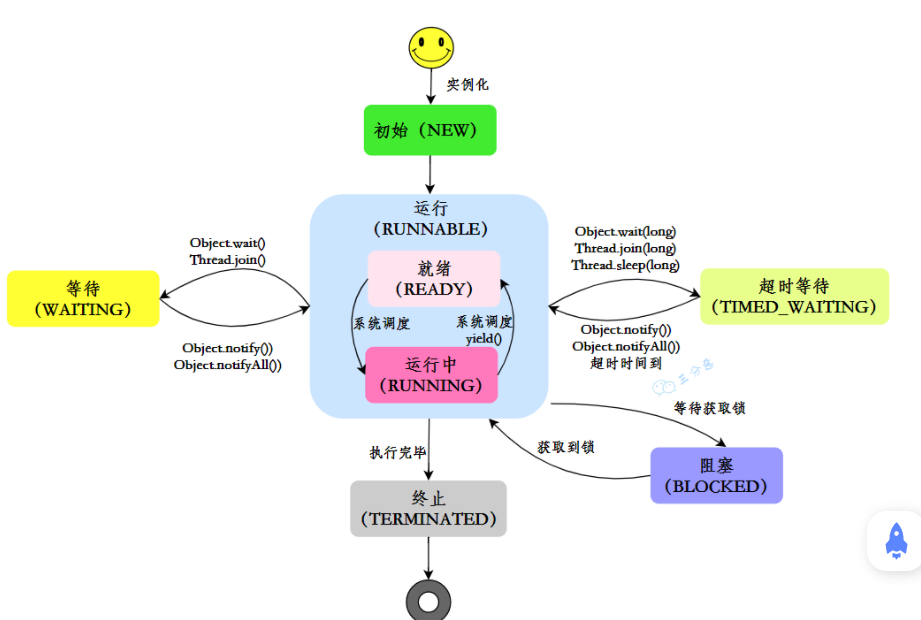 实例化
初始（NEW）
运行
（RUNNABLE）
Object.wait()
Thread.join()
等待
（WAITING）
Object.notify())
Object.notifyAll())
就绪
（READY）
系统调度
系统调度
yield()
运行中
（RUNNING）
Object.wait(long)
Thread.join(long)
Thread.sleep(long)
超时等待
（TIMED_WAITING）
Object.notify())
Object.notifyAll())
超时时间到
三分恶
等待获取锁
获取到锁
阻塞
（BLOCKED）
执行完毕
终止
（TERMINATED）